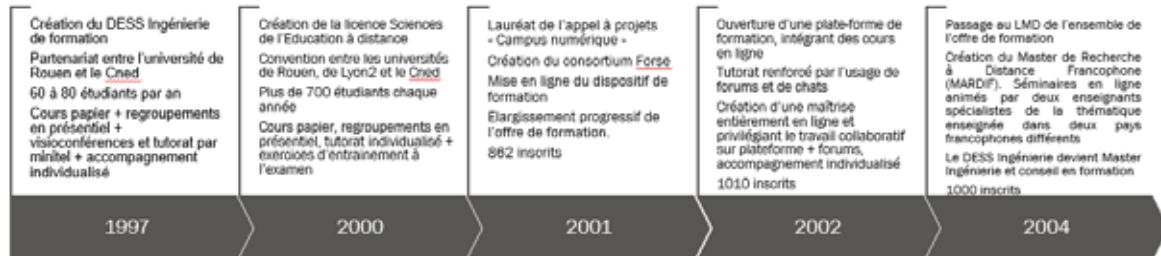 Création du DESS Ingénierie
de formation
Partenariat entre l'université de
Rouen et le Cned
60 à 80 étudiants par an
Cours papier + regroupements
en présentiel +
visioconférences et tutorat par
minitel + accompagnement
individualisé
1997
Création de la licence Sciences
de l'Education à distance
Convention entre les universités
de Rouen, de Lyon2 et le Cned
Plus de 700 étudiants chaque
année
Cours papier, regroupements en
présentiel, tutorat individualisé +
exercices d'entrainement à
l'examen
2000
Lauréat de l'appel à projets
« Campus numérique »
Création du consortium Forse
Mise en ligne du dispositif de
formation
Elargissement progressif de
l'offre de formation.
862 inscrits
2001
Ouverture d'une plate-forme de
formation, intégrant des cours
en ligne
Tutorat renforcé par l'usage de
forums et de chats
Création d'une maîtrise
entièrement en ligne et
privilégiant le travail collaboratif
sur plateforme + forums,
accompagnement individualisé
1010 inscrits
2002
Passage au LMD de l'ensemble de
l'offre de formation
Création du Master de Recherche
à Distance Francophone
(MARDIF). Séminaires en ligne
animés par deux enseignants
spécialistes de la thématique
enseignée dans deux pays
francophones différents
Le DESS Ingénierie devient Master
Ingénierie et conseil en formation
1000 inscrits
2004